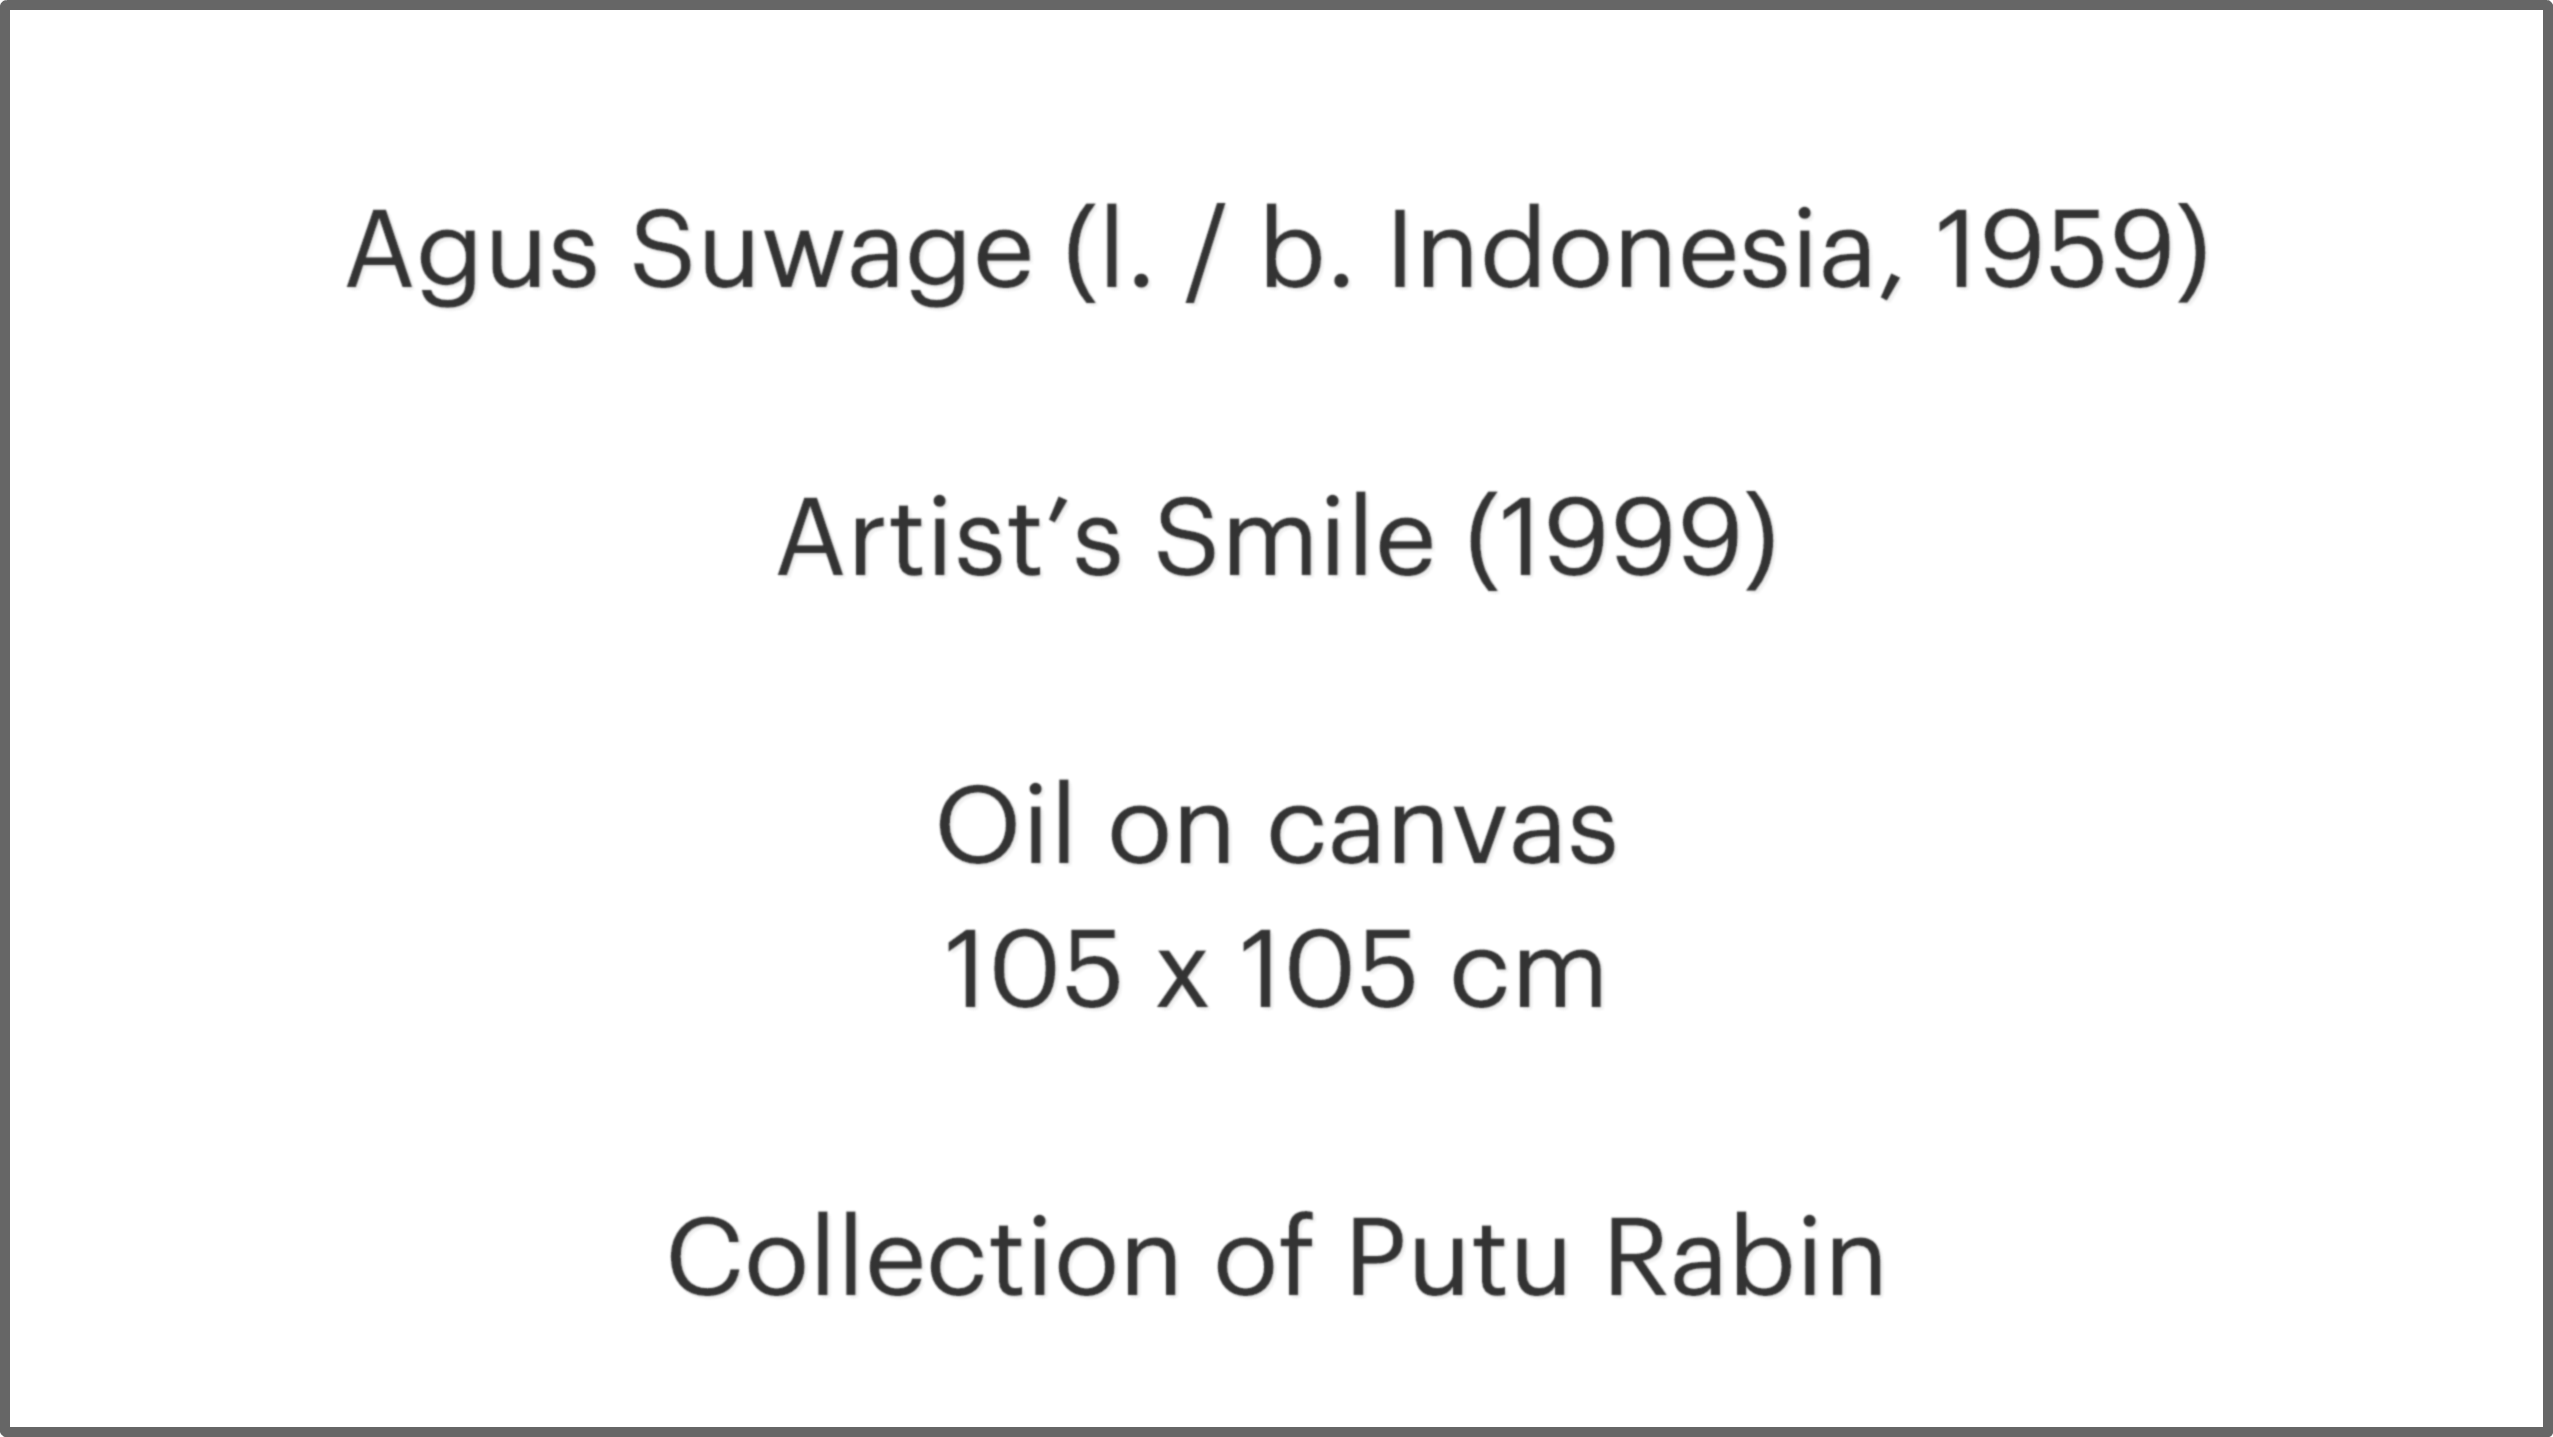 Agus Suwage (l. / b. Indonesia, 1959)
Artist’s Smile (1999)
Oil on canvas
105 x 105 cm
Collection of Putu Rabin